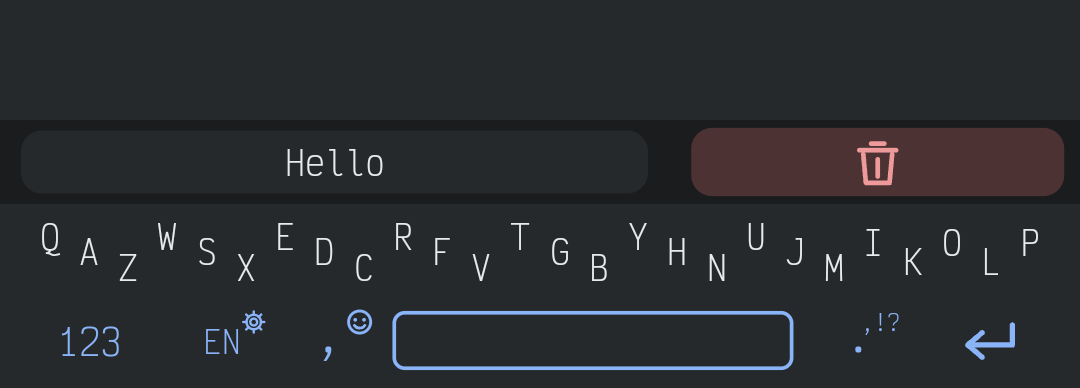 Hello
Q A Z W S X E D C R F V T G B Y H N U J M I K O L P
123 EN , . ,!?